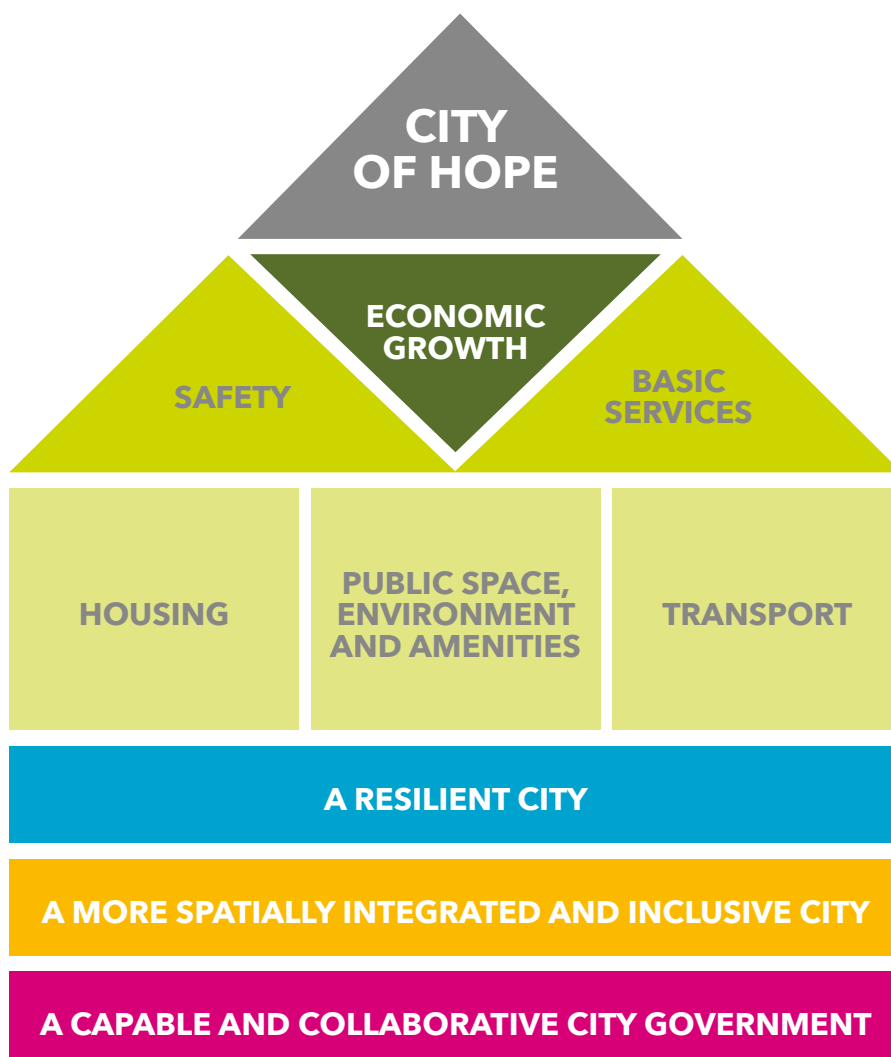 CITY
OF HOPE
ECONOMIC
GROWTH
SAFETY
BASIC
SERVICES
HOUSING
PUBLIC SPACE,
ENVIRONMENT
AND AMENITIES
TRANSPORT
A RESILIENT CITY
A MORE SPATIALLY INTEGRATED AND INCLUSIVE CITY
A CAPABLE AND COLLABORATIVE CITY GOVERNMENT